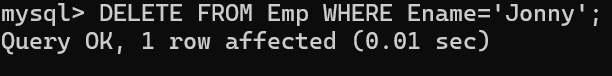 mysql> DELETE FROM Emp WHERE Ename='Jonny';
Query OK, 1 row affected (0.01 sec)